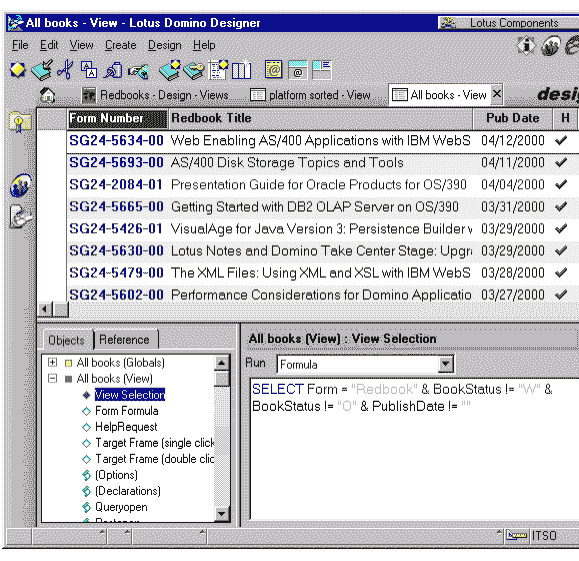 All books - View - Lotus Domino Designer
Lotus Components
File Edit View Create Design Help
Redbooks - Design - Views
platform sorted - View
All books - View
desi
Form Number Redbook Title Pub Date H
SG24-5634-00 Web Enabling AS/400 Applications with IBM WebS 04/12/2000
SG24-5693-00 AS/400 Disk Storage Topics and Tools 04/11/2000
SG24-2084-01 Presentation Guide for Oracle Products for OS/390 04/04/2000
SG24-5665-00 Getting Started with DB2 OLAP Server on OS/390 03/31/2000
SG24-5426-01 VisualAge for Java Version 3: Persistence Builder v 03/29/2000
SG24-5630-00 Lotus Notes and Domino Take Center Stage: Upgr 03/29/2000
SG24-5479-00 The XML Files: Using XML and XSL with IBM WebS 03/28/2000
SG24-5602-00 Performance Considerations for Domino Applicatio 03/27/2000
Objects Reference
All books (Globals)
All books (View)
View Selection
Form Formula
HelpRequest
Target Frame (single click
Target Frame (double clic
(Options)
(Declarations)
Queryopen
All books (View) : View Selection
Run Formula
SELECT Form = "Redbook" & BookStatus != "W" &
BookStatus != "O" & PublishDate != ""
ITSO